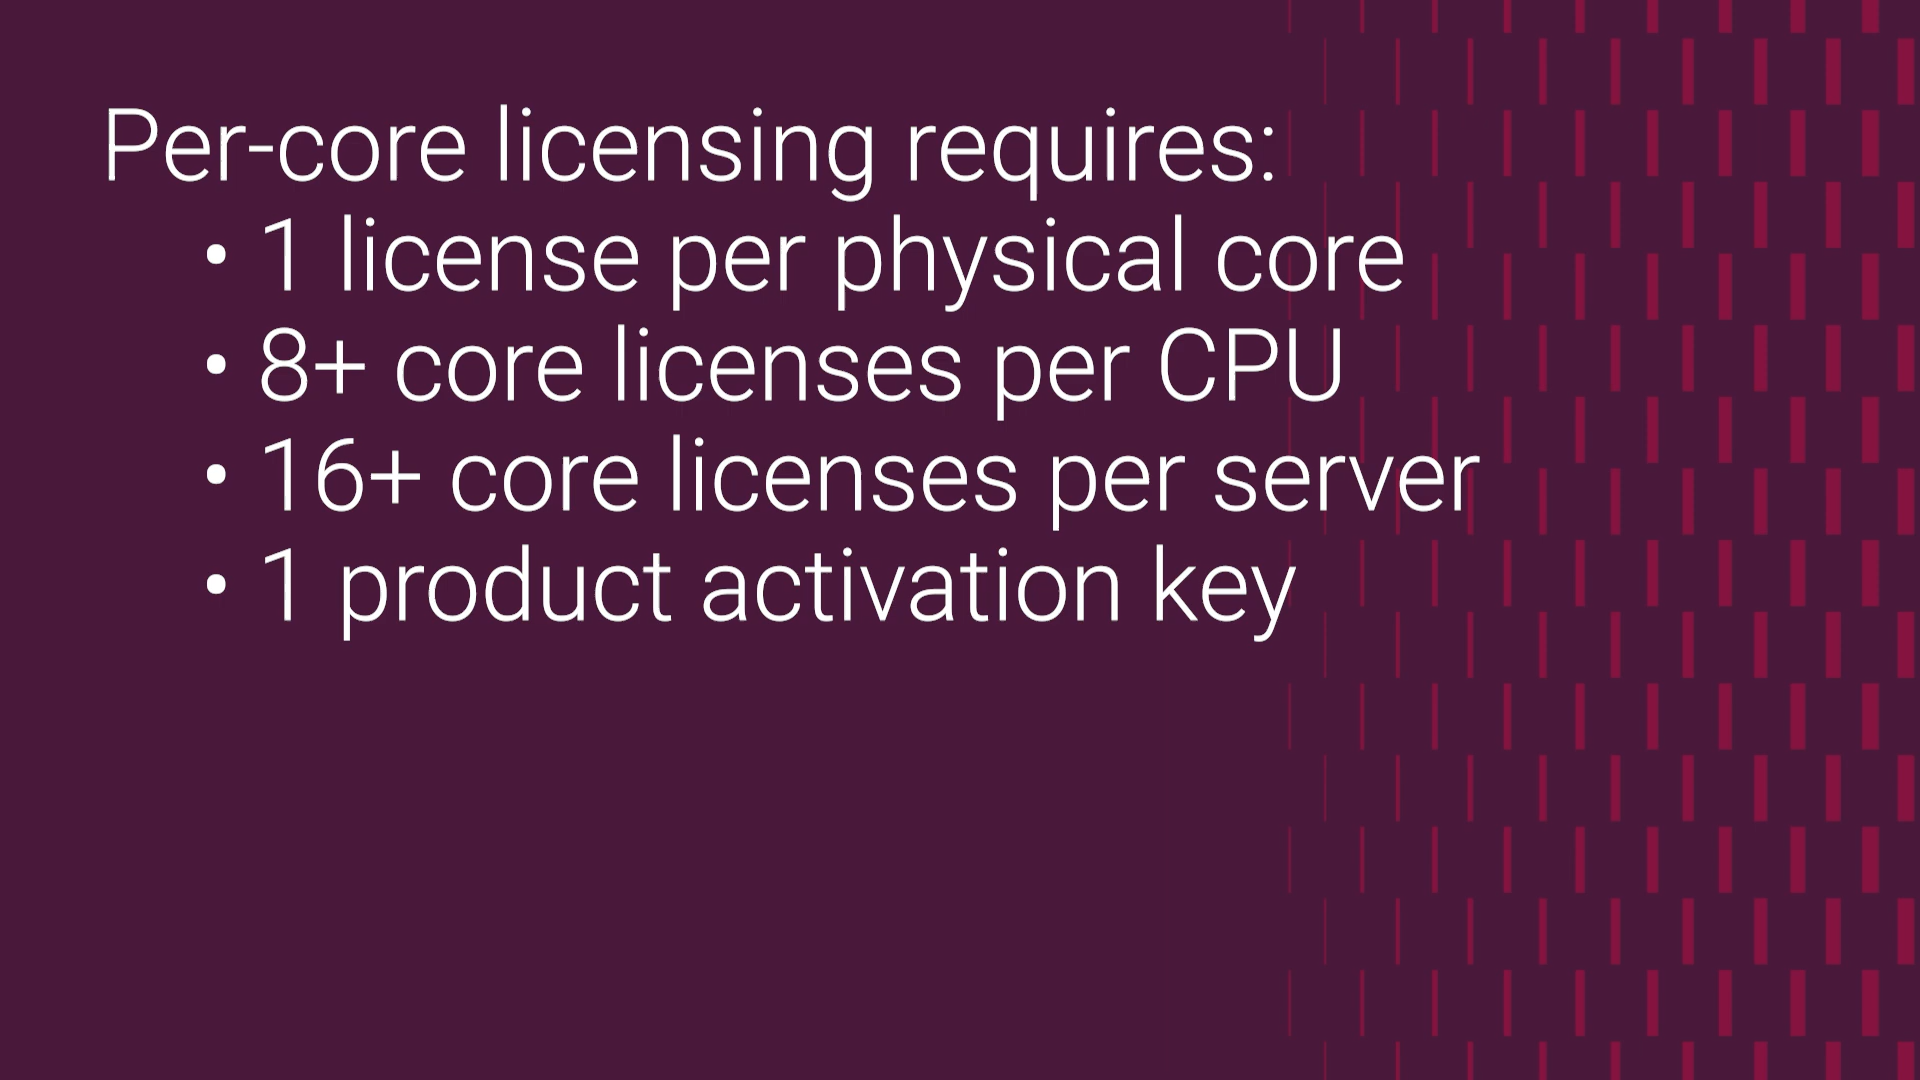 Per-core licensing requires:
• 1 license per physical core
• 8+ core licenses per CPU
• 16+ core licenses per server
• 1 product activation key